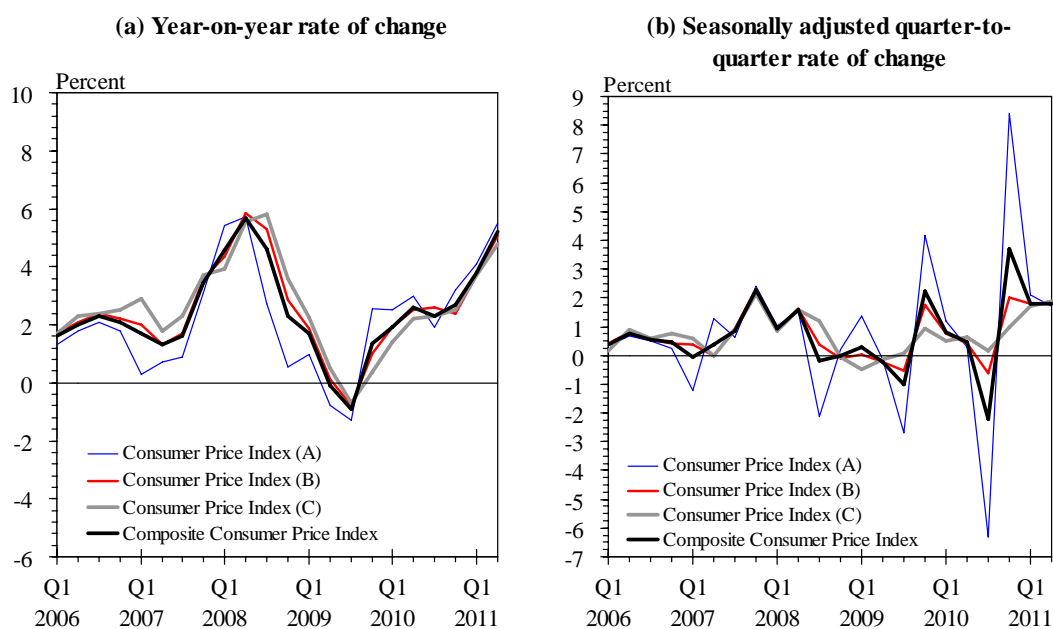 (a) Year-on-year rate of change
Percent
10
8
6
4
2
0
-2
-4
-6
Consumer Price Index (A)
Consumer Price Index (B)
Consumer Price Index (C)
Composite Consumer Price Index
Q1 Q1 Q1 Q1 Q1 Q1
2006 2007 2008 2009 2010 2011
(b) Seasonally adjusted quarter-to-
quarter rate of change
Percent
9
8
7
6
5
4
3
2
1
0
-1
-2
-3
-4
-5
-6
-7
Consumer Price Index (A)
Consumer Price Index (B)
Consumer Price Index (C)
Composite Consumer Price Index
Q1 Q1 Q1 Q1 Q1 Q1
2006 2007 2008 2009 2010 2011